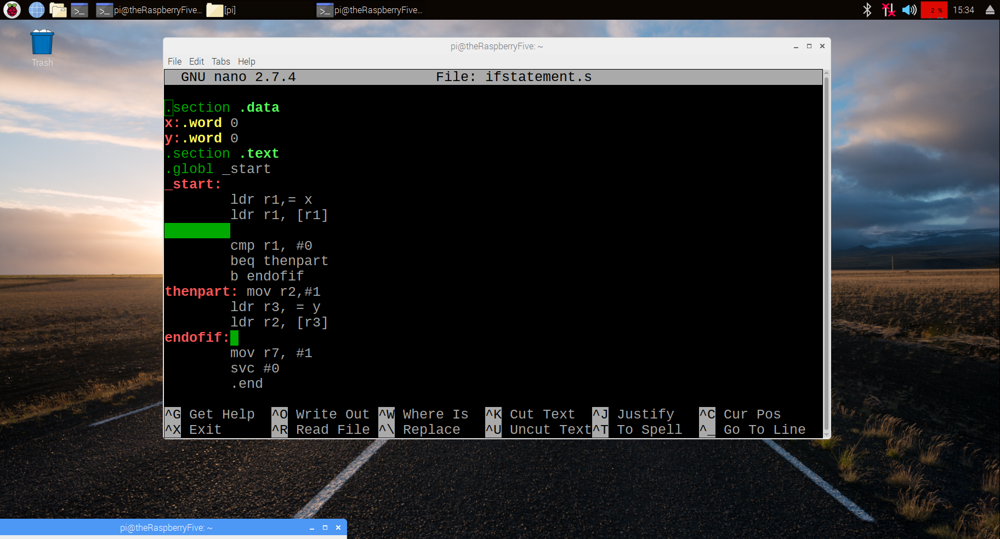 pi@theRaspberryFive... [pi] pi@theRaspberryFive... 2 % 15:34
Trash
pi@theRaspberryFive: ~
File Edit Tabs Help
GNU nano 2.7.4 File: ifstatement.s
.section .data
x:.word 0
y:.word 0
.section .text
.globl _start
_start:
ldr r1,= x
ldr r1, [r1]
cmp r1, #0
beq thenpart
b endofif
thenpart: mov r2,#1
ldr r3, = y
ldr r2, [r3]
endofif:
mov r7, #1
svc #0
.end
^G Get Help ^O Write Out ^W Where Is ^K Cut Text ^J Justify ^C Cur Pos
^X Exit ^R Read File ^\ Replace ^U Uncut Text ^T To Spell ^_ Go To Line
pi@theRaspberryFive: ~